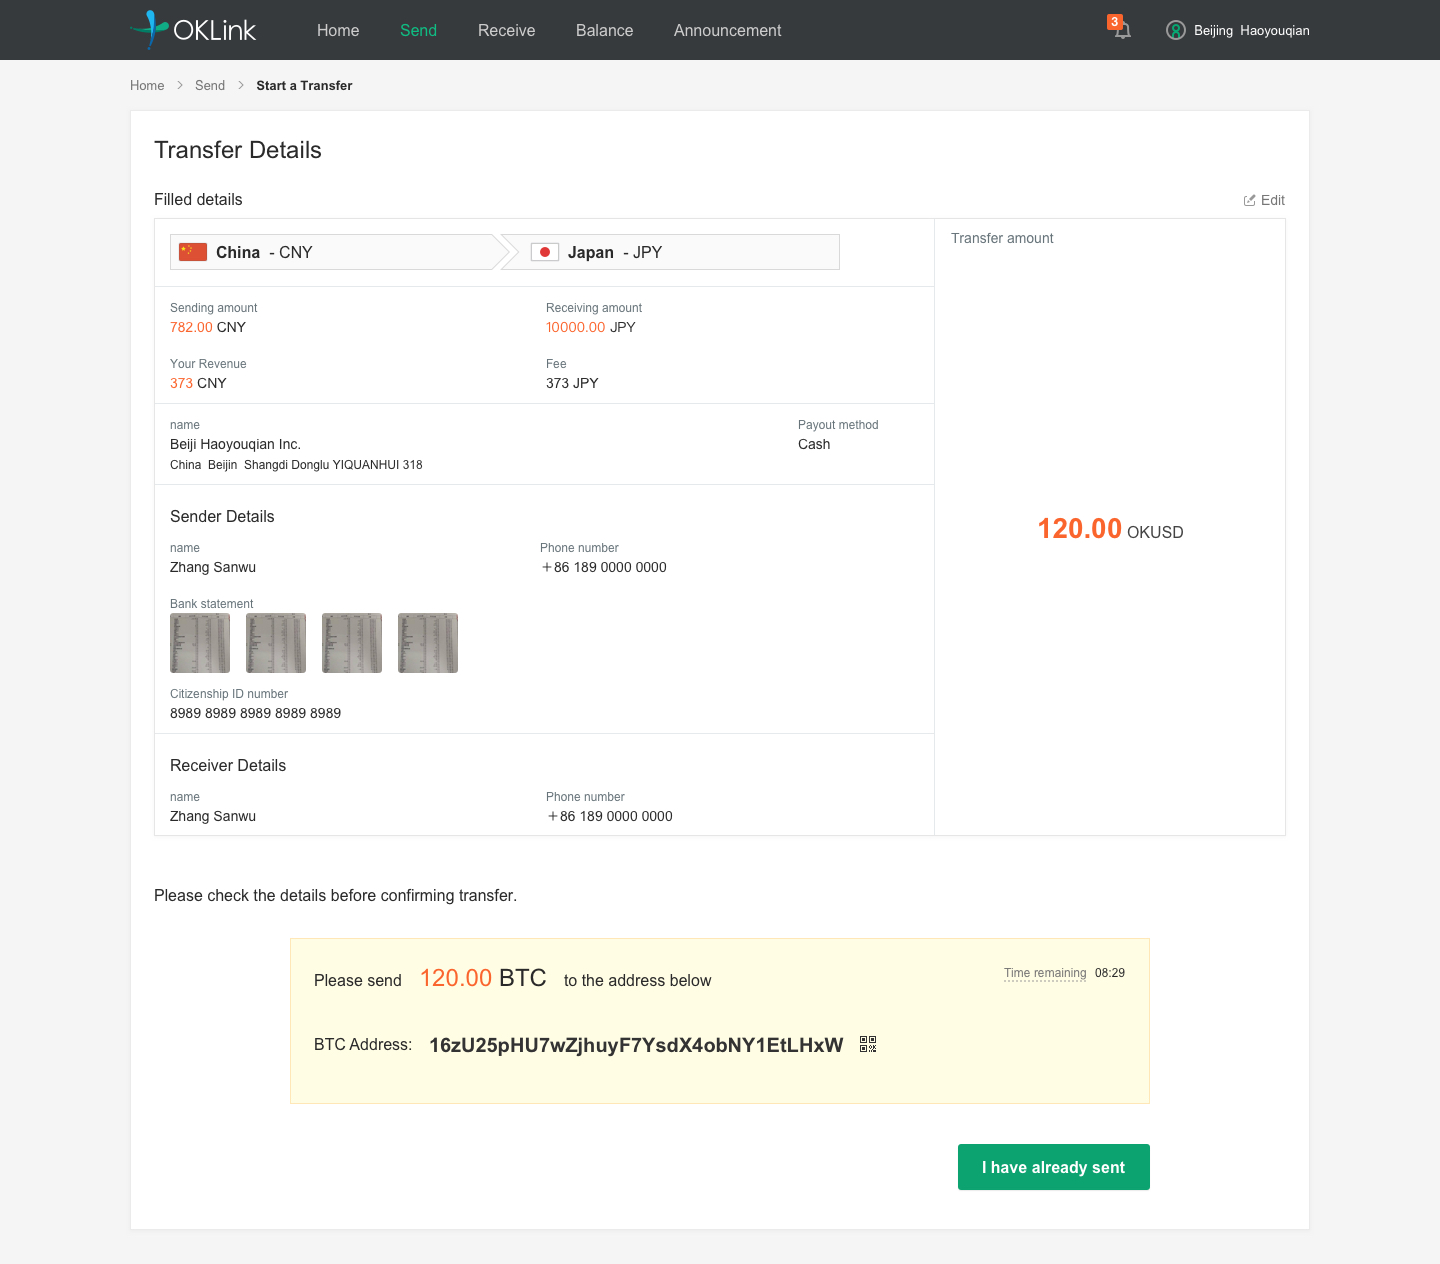 OKLink Home Send Receive Balance Announcement 3 Beijing Haoyouqian
Home > Send > Start a Transfer
Transfer Details
Filled details
Edit
China - CNY
Japan - JPY
Transfer amount
Sending amount
Receiving amount
782.00 CNY
10000.00 JPY
Your Revenue
Fee
373 CNY
373 JPY
name
Payout method
Beiji Haoyouqian Inc.
Cash
China Beijin Shangdi Donglu YIQUANHUI 318
120.00 OKUSD
Sender Details
name
Phone number
Zhang Sanwu
+86 189 0000 0000
Bank statement
Citizenship ID number
8989 8989 8989 8989 8989
Receiver Details
name
Phone number
Zhang Sanwu
+86 189 0000 0000
Please check the details before confirming transfer.
Please send 120.00 BTC to the address below
Time remaining 08:29
BTC Address: 16zU25pHU7wZjhuyF7YsdX4obNY1EtLHxW
I have already sent